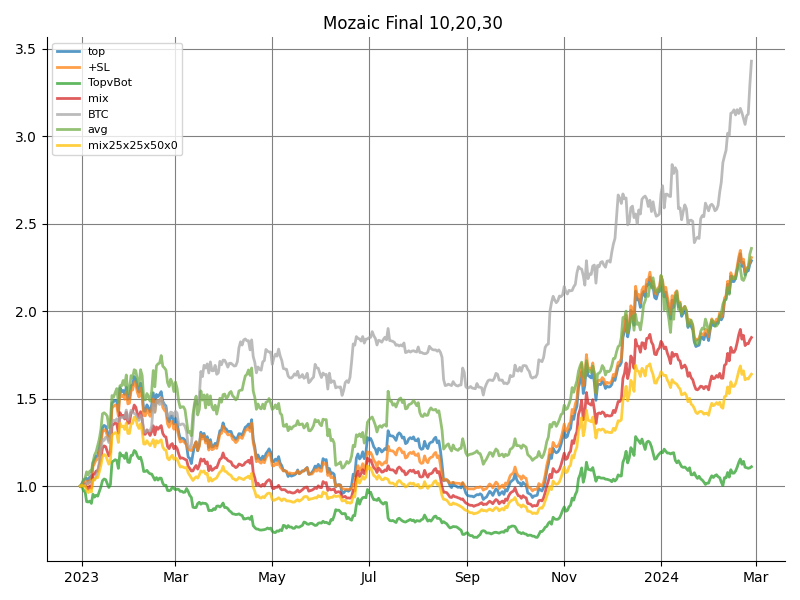 Mozaic Final 10,20,30
top
+SL
TopvBot
mix
BTC
avg
mix25x25x50x0
3.5
3.0
2.5
2.0
1.5
1.0
2023 Mar May Jul Sep Nov 2024 Mar